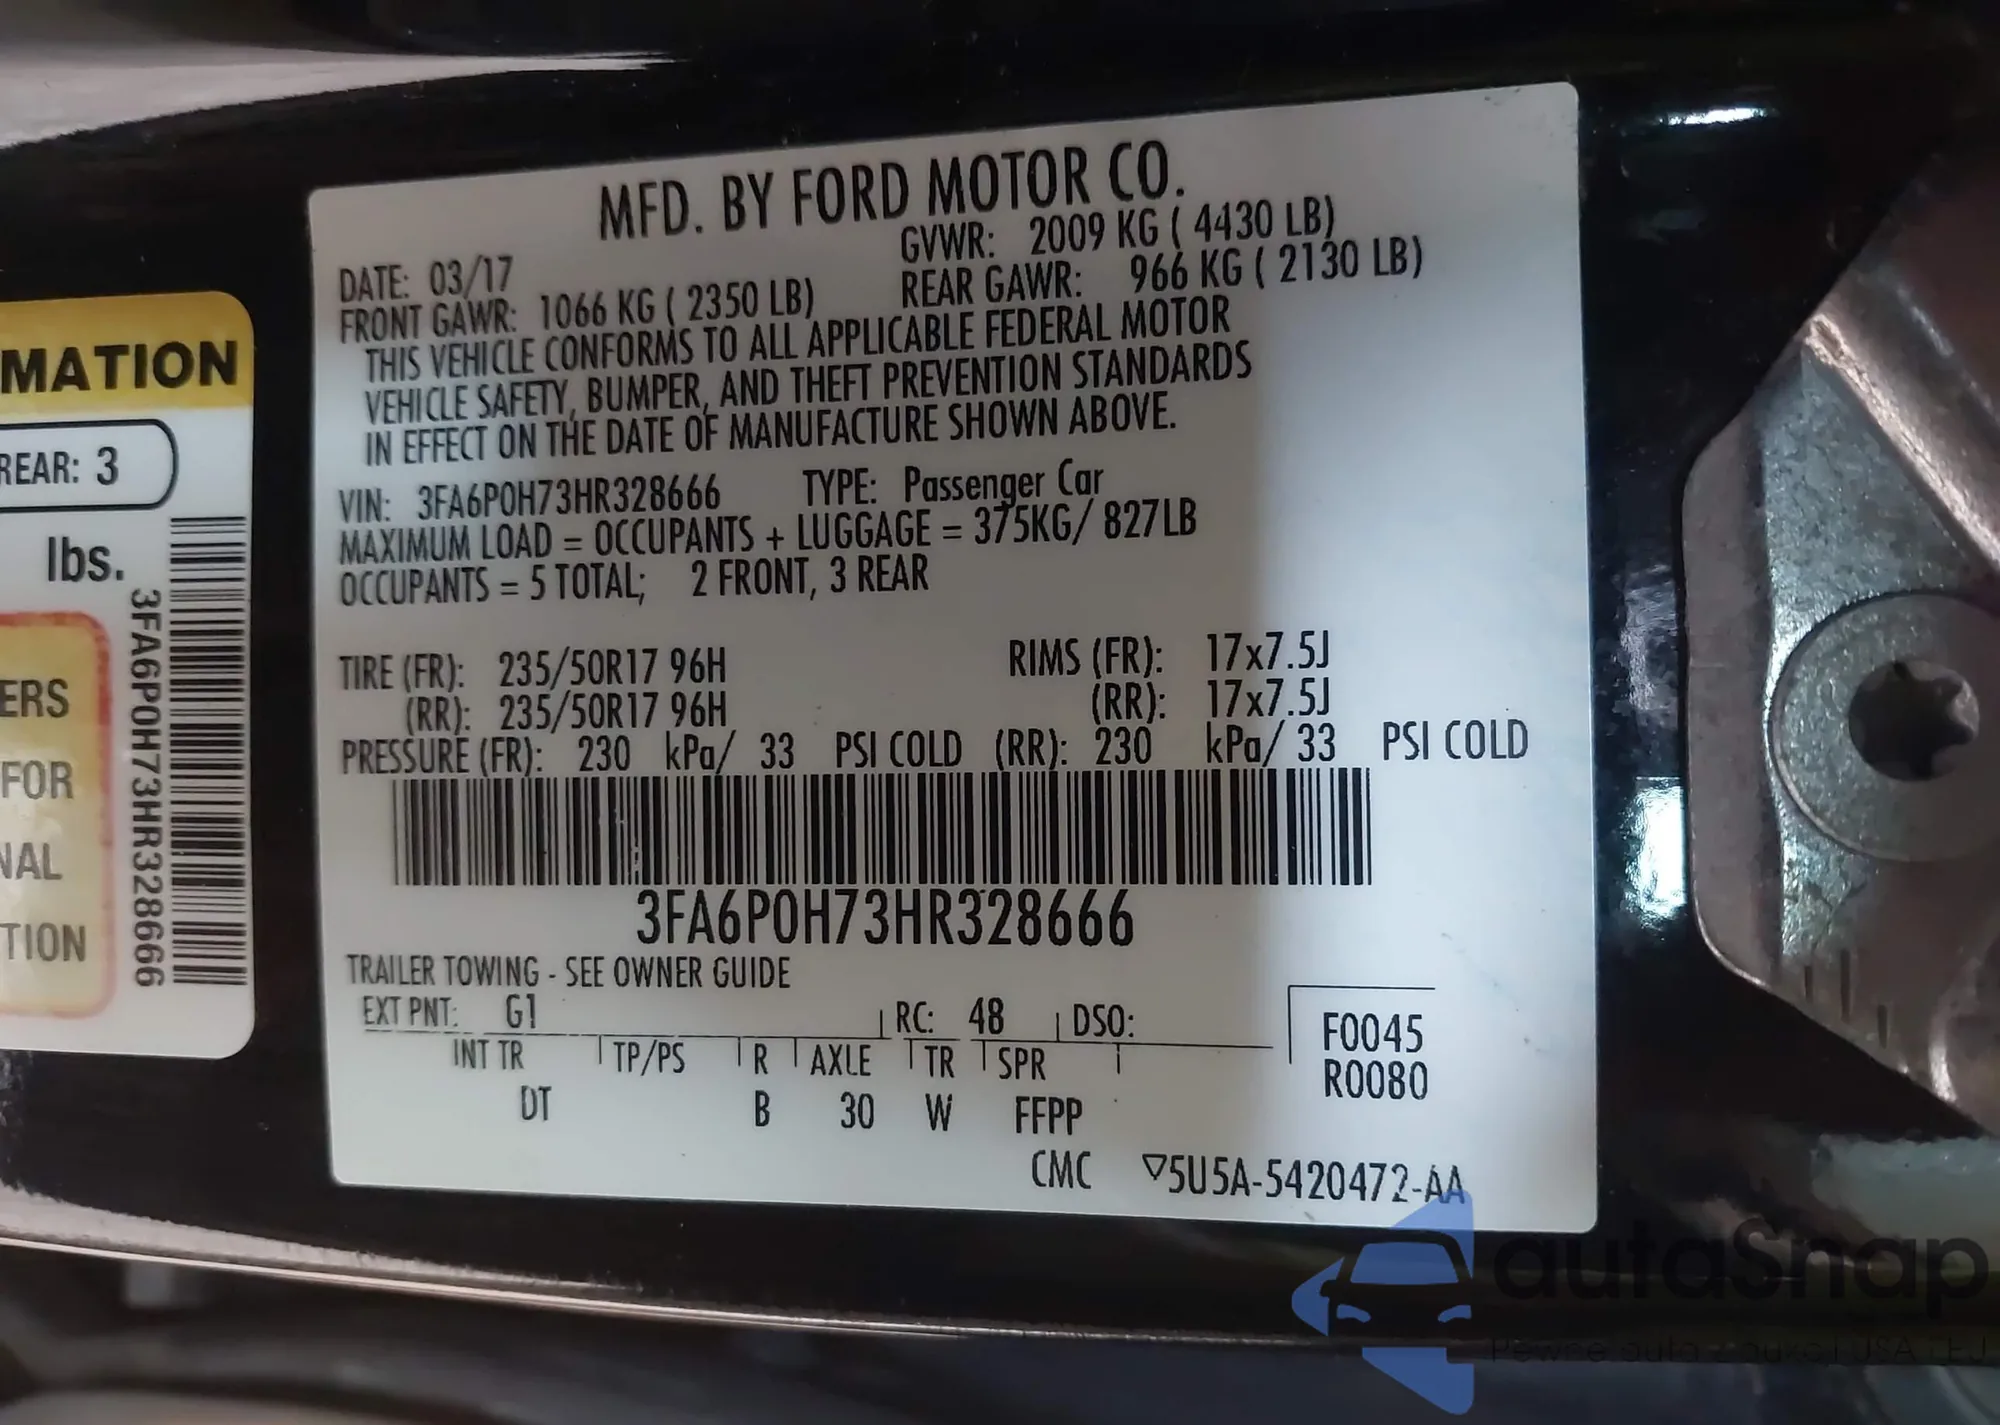 MATION
REAR: 3
lbs.
ERS
FOR
NAL
TION
3FA6P0H73HR328666
MFD. BY FORD MOTOR CO.
DATE: 03/17 GVWR: 2009 KG ( 4430 LB)
FRONT GAWR: 1066 KG ( 2350 LB) REAR GAWR: 966 KG ( 2130 LB)
THIS VEHICLE CONFORMS TO ALL APPLICABLE FEDERAL MOTOR
VEHICLE SAFETY, BUMPER, AND THEFT PREVENTION STANDARDS
IN EFFECT ON THE DATE OF MANUFACTURE SHOWN ABOVE.
VIN: 3FA6P0H73HR328666 TYPE: Passenger Car
MAXIMUM LOAD = OCCUPANTS + LUGGAGE = 375KG/ 827LB
OCCUPANTS = 5 TOTAL; 2 FRONT, 3 REAR
TIRE (FR): 235/50R17 96H RIMS (FR): 17x7.5J
(RR): 235/50R17 96H (RR): 17x7.5J
PRESSURE (FR): 230 kPa/ 33 PSI COLD (RR): 230 kPa/ 33 PSI COLD
3FA6P0H73HR328666
TRAILER TOWING - SEE OWNER GUIDE
EXT PNT: G1 RC: 48 DSO:
INT TR TP/PS R AXLE TR SPR
DT B 30 W FFPP
F0045
R0080
CMC ▽5U5A-5420472-AA
autaSnap
Pewne auta z aukcji USA i EU